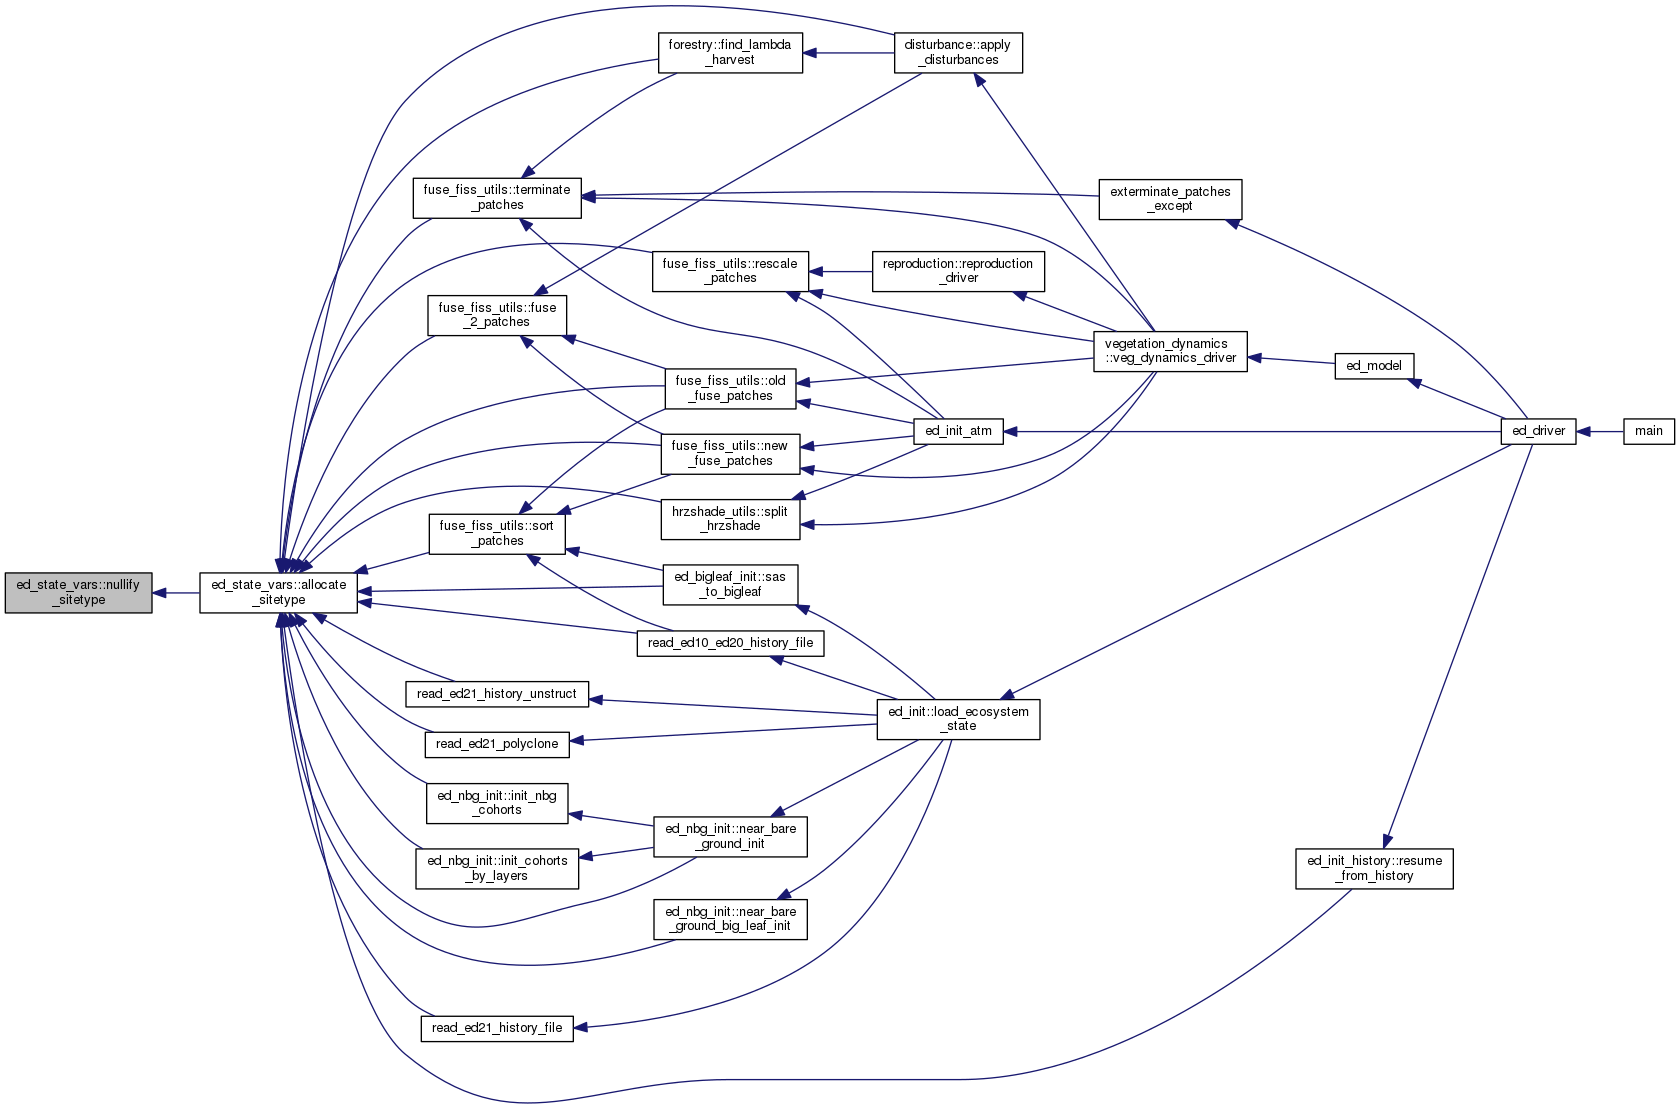 forestry::find_lambda
_harvest
disturbance::apply
_disturbances
fuse_fiss_utils::terminate
_patches
exterminate_patches
_except
fuse_fiss_utils::rescale
_patches
reproduction::reproduction
_driver
fuse_fiss_utils::fuse
_2_patches
vegetation_dynamics
::veg_dynamics_driver
ed_model
fuse_fiss_utils::old
_fuse_patches
ed_init_atm
ed_driver
main
fuse_fiss_utils::new
_fuse_patches
hrzshade_utils::split
_hrzshade
fuse_fiss_utils::sort
_patches
ed_state_vars::nullify
_sitetype
ed_state_vars::allocate
_sitetype
ed_bigleaf_init::sas
_to_bigleaf
read_ed10_ed20_history_file
read_ed21_history_unstruct
ed_init::load_ecosystem
_state
read_ed21_polyclone
ed_nbg_init::init_nbg
_cohorts
ed_nbg_init::near_bare
_ground_init
ed_nbg_init::init_cohorts
_by_layers
ed_init_history::resume
_from_history
ed_nbg_init::near_bare
_ground_big_leaf_init
read_ed21_history_file